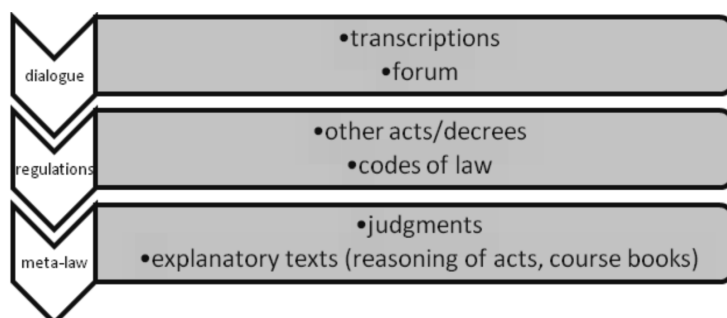 dialogue
•transcriptions
•forum
regulations
•other acts/decrees
•codes of law
meta-law
•judgments
•explanatory texts (reasoning of acts, course books)